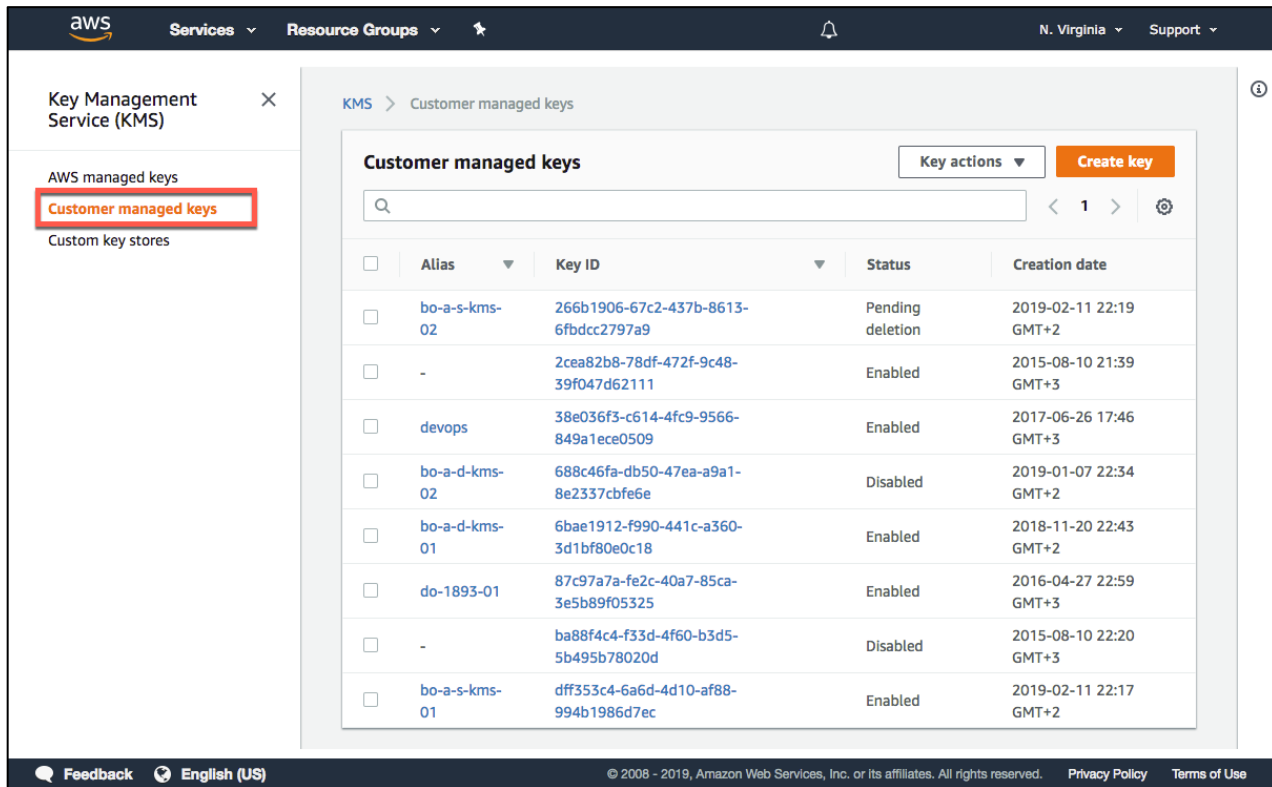 aws
Services
Resource Groups
N. Virginia
Support
Key Management
Service (KMS)
AWS managed keys
Customer managed keys
Custom key stores
KMS > Customer managed keys
Customer managed keys
Key actions
Create key
1
Alias
Key ID
Status
Creation date
bo-a-s-kms-
02
266b1906-67c2-437b-8613-
6fbdcc2797a9
Pending
deletion
2019-02-11 22:19
GMT+2
-
2cea82b8-78df-472f-9c48-
39f047d62111
Enabled
2015-08-10 21:39
GMT+3
devops
38e036f3-c614-4fc9-9566-
849a1ece0509
Enabled
2017-06-26 17:46
GMT+3
bo-a-d-kms-
02
688c46fa-db50-47ea-a9a1-
8e2337cbfe6e
Disabled
2019-01-07 22:34
GMT+2
bo-a-d-kms-
01
6bae1912-f990-441c-a360-
3d1bf80e0c18
Enabled
2018-11-20 22:43
GMT+2
do-1893-01
87c97a7a-fe2c-40a7-85ca-
3e5b89f05325
Enabled
2016-04-27 22:59
GMT+3
-
ba88f4c4-f33d-4f60-b3d5-
5b495b78020d
Disabled
2015-08-10 22:20
GMT+3
bo-a-s-kms-
01
dff353c4-6a6d-4d10-af88-
994b1986d7ec
Enabled
2019-02-11 22:17
GMT+2
Feedback
English (US)
© 2008 - 2019, Amazon Web Services, Inc. or its affiliates. All rights reserved.
Privacy Policy
Terms of Use